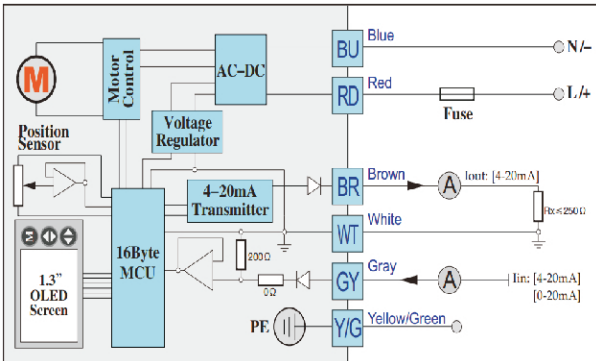 M
Motor
Control
AC-DC
Voltage
Regulator
Position
Sensor
4-20mA
Transmitter
16Byte
MCU
1.3”
OLED
Screen
200Ω
0Ω
PE
BU
Blue
N/-
RD
Red
Fuse
L/+
BR
Brown
A
Iout: [4-20mA]
Rx≤250Ω
WT
White
GY
Gray
A
Iin: [4-20mA]
[0-20mA]
Y/G
Yellow/Green